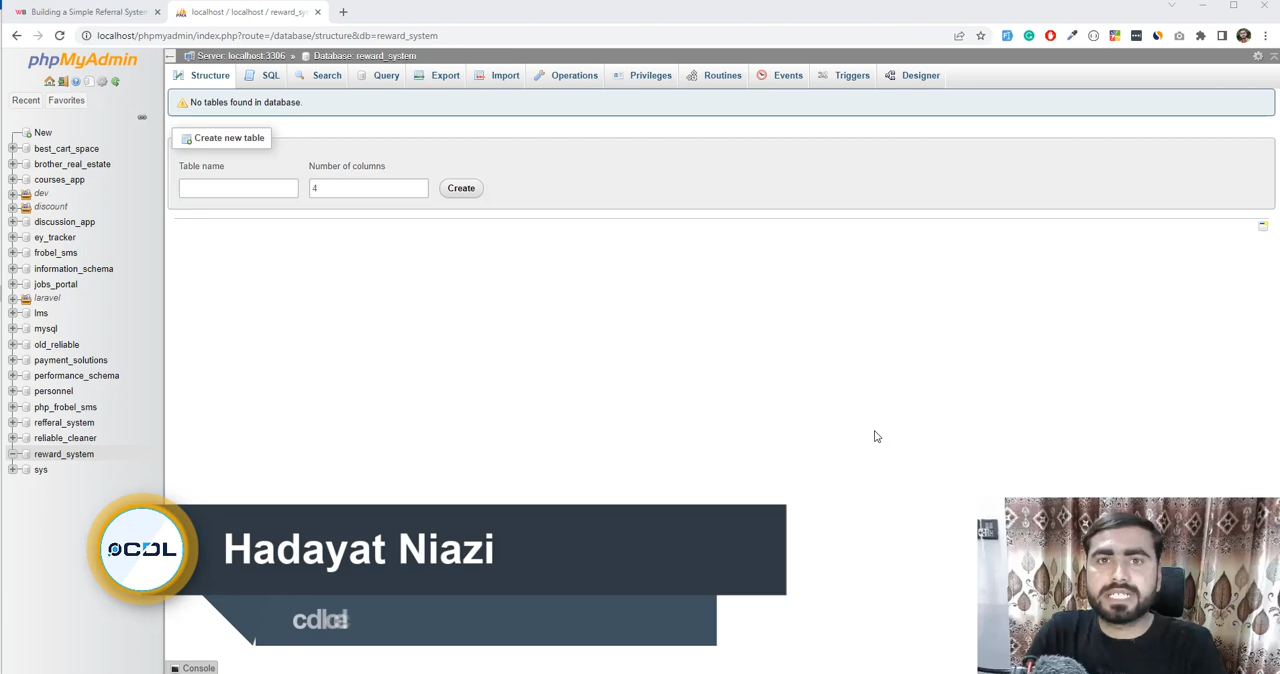 Building a Simple Referral System
localhost / localhost / reward_sy
localhost/phpmyadmin/index.php?route=/database/structure&db=reward_system
phpMyAdmin
Recent
Favorites
New
best_cart_space
brother_real_estate
courses_app
dev
discount
discussion_app
ey_tracker
frobel_sms
information_schema
jobs_portal
laravel
lms
mysql
old_reliable
payment_solutions
performance_schema
personnel
php_frobel_sms
refferal_system
reliable_cleaner
reward_system
sys
Server: localhost:3306 » Database: reward_system
Structure
SQL
Search
Query
Export
Import
Operations
Privileges
Routines
Events
Triggers
Designer
No tables found in database.
Create new table
Table name
Number of columns
4
Create
CDL
Hadayat Niazi
Console